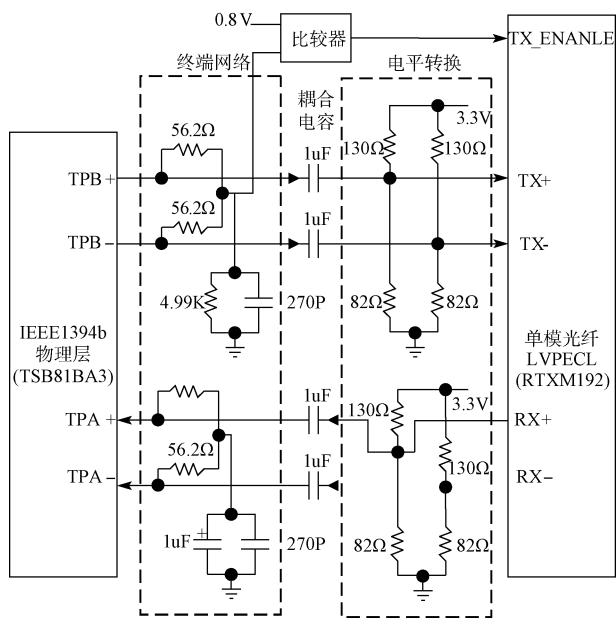 0.8V
比较器
TX_ENANLE
终端网络
耦合
电容
电平转换
3.3V
56.2Ω
1uF
130Ω
130Ω
TPB+
TX+
56.2Ω
1uF
TPB−
TX-
4.99K
270P
82Ω
82Ω
IEEE1394b
物理层
(TSB81BA3)
单模光纤
LVPECL
(RTXM192)
1uF
130Ω
3.3V
TPA+
RX+
56.2Ω
1uF
130Ω
TPA−
RX−
1uF
+
270P
82Ω
82Ω